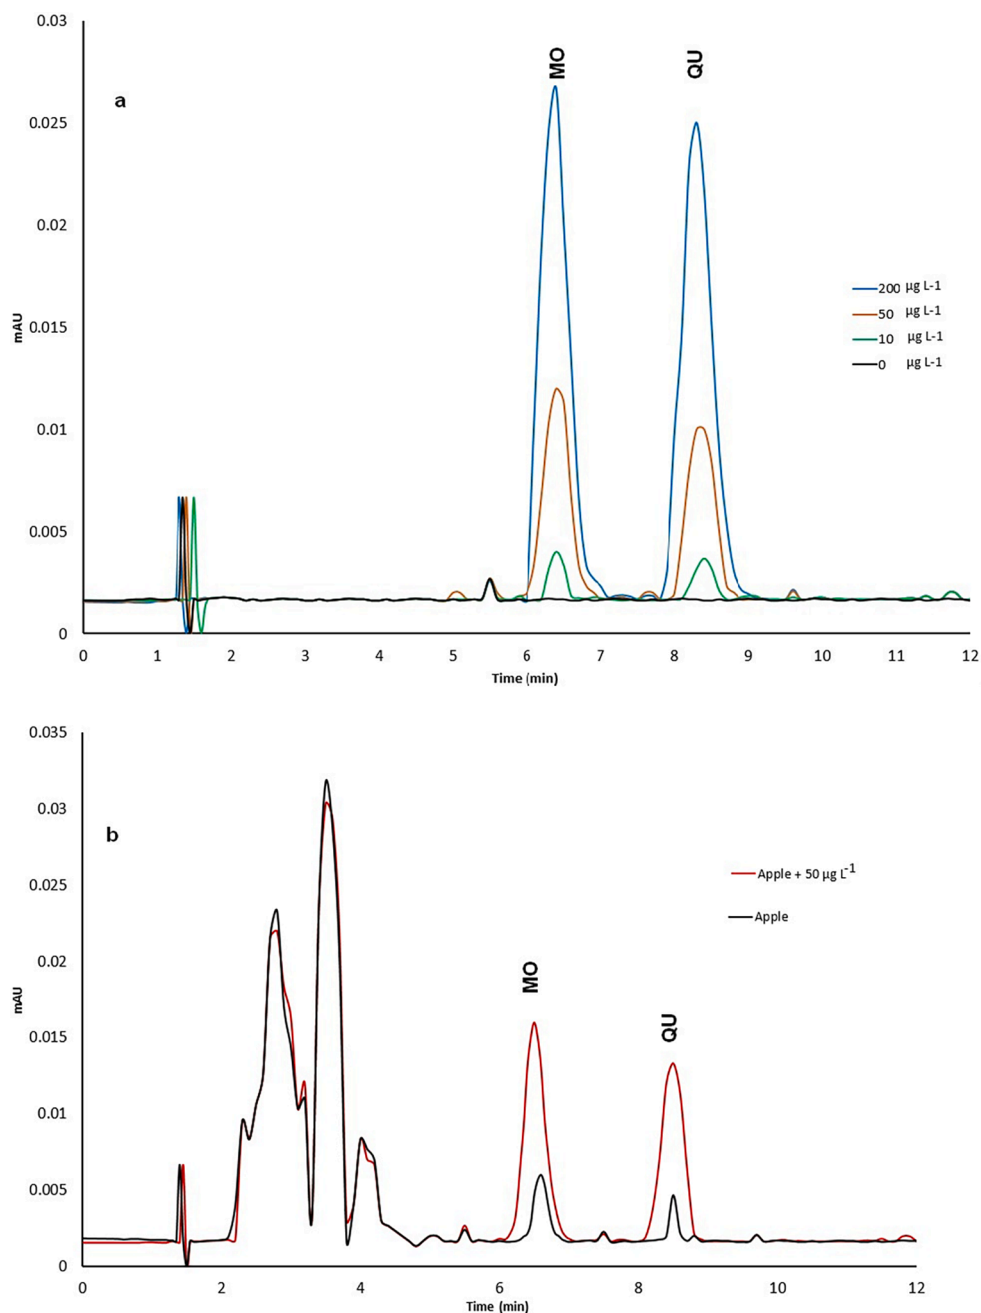 0.03
MO
QU
a
0.025
0.02
200 µg L-1
50 µg L-1
mAU
0.015
10 µg L-1
0 µg L-1
0.01
0.005
0
0 1 2 3 4 5 6 7 8 9 10 11 12
Time (min)
0.035
0.03
b
0.025
Apple + 50 µg L-1
Apple
0.02
MO
mAU
QU
0.015
0.01
0.005
0
0 2 4 6 8 10 12
Time (min)